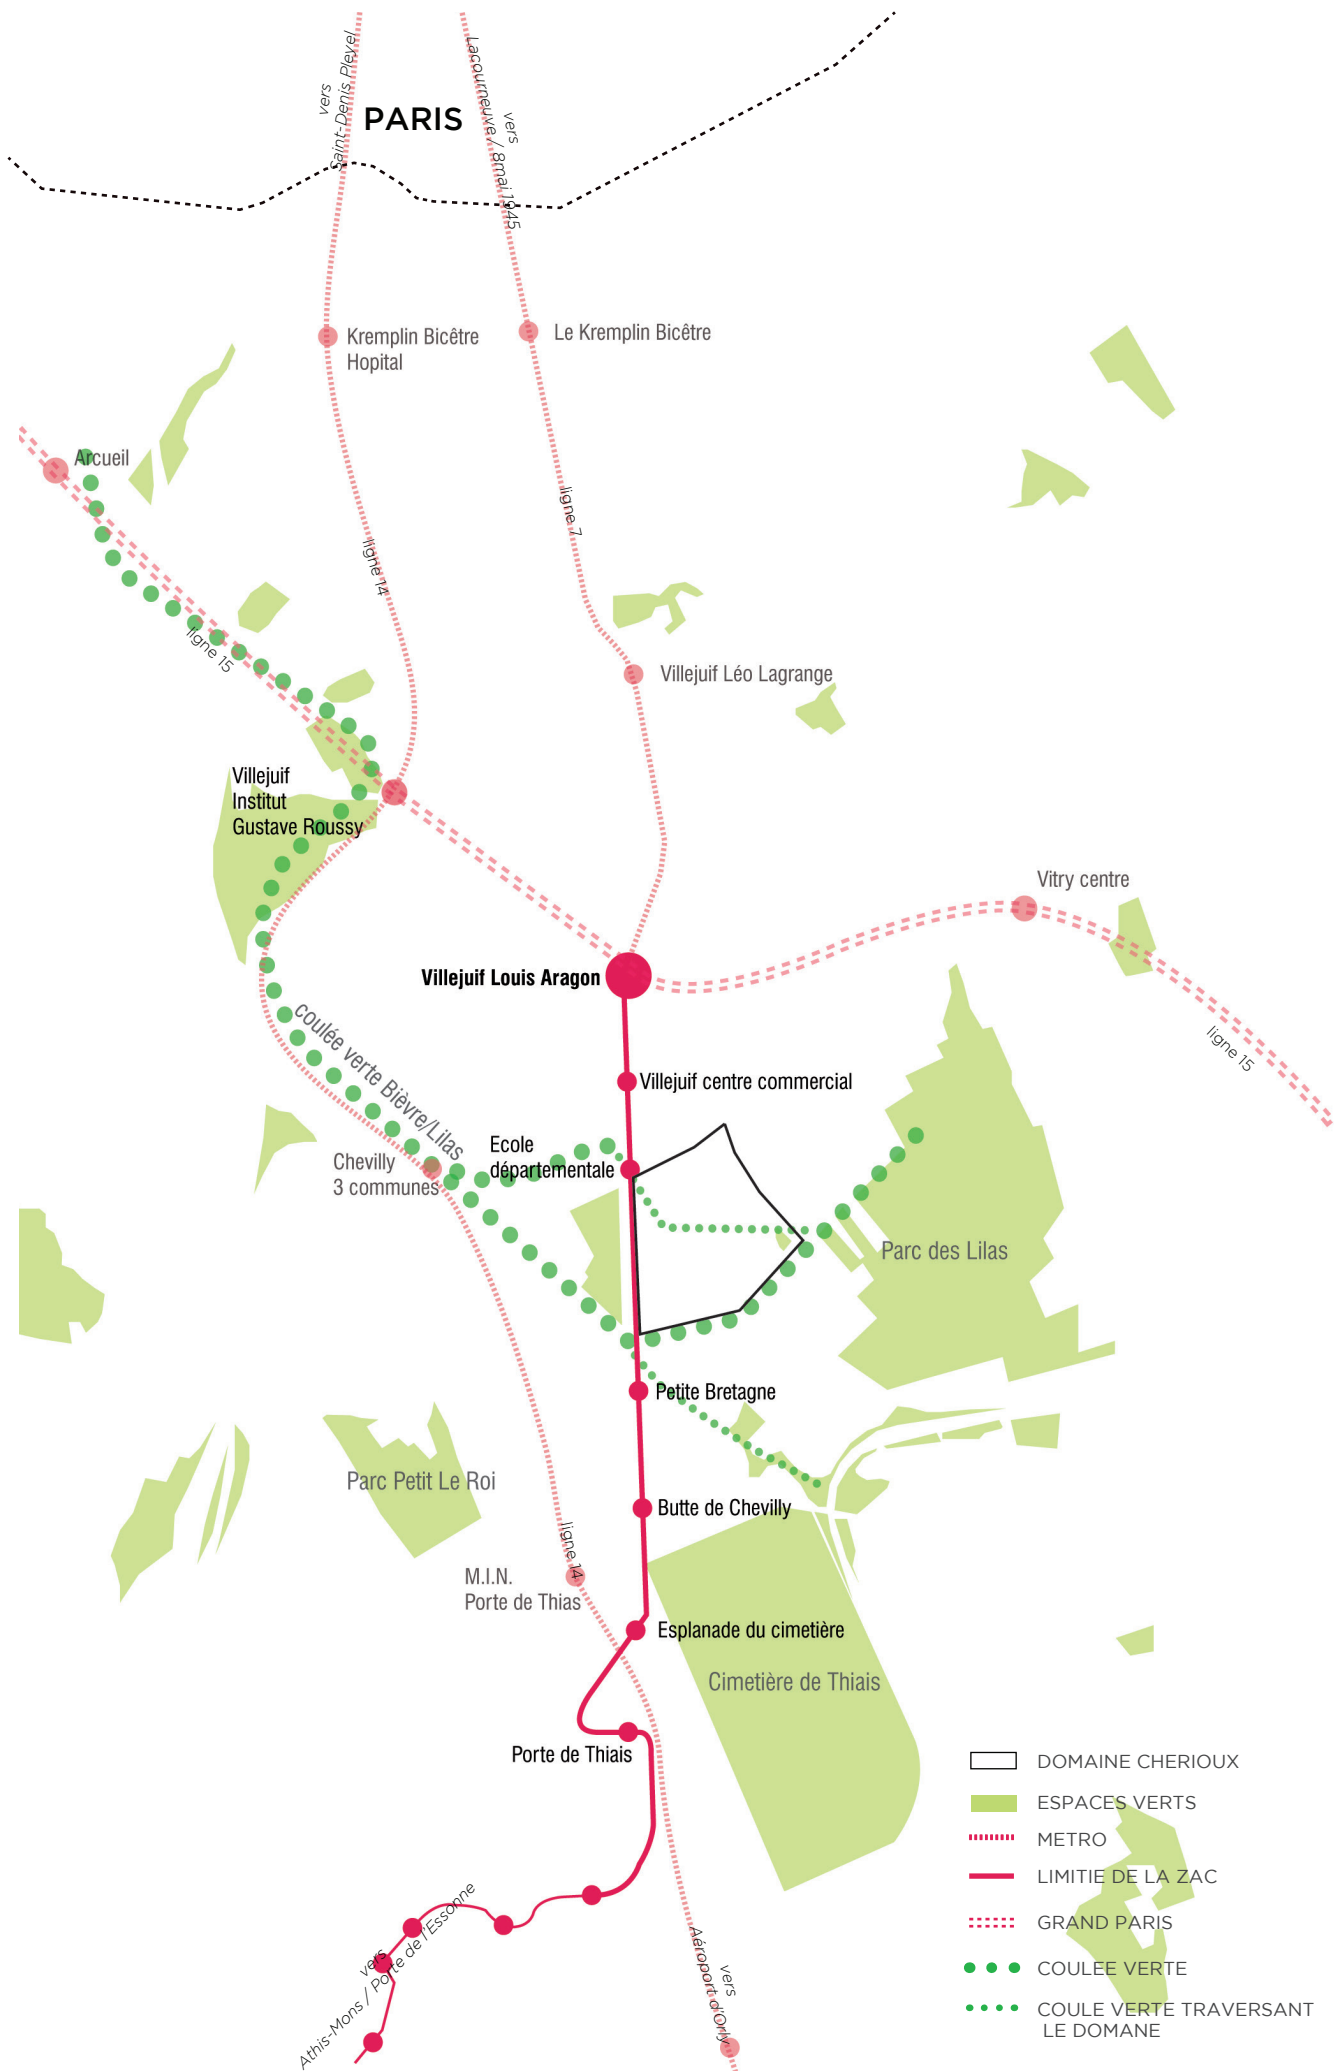 vers
Saint-Denis Pleyel
PARIS
vers
Lacourneuve / 8mai 1945
Kremplin Bicêtre
Hopital
Le Kremplin Bicêtre
Arcueil
ligne 7
ligne 14
ligne 15
Villejuif Léo Lagrange
Villejuif
Institut
Gustave Roussy
Vitry centre
Villejuif Louis Aragon
ligne 15
coulée verte Bièvre/Lilas
Villejuif centre commercial
Ecole
départementale
Chevilly
3 communes
Parc des Lilas
Petite Bretagne
Parc Petit Le Roi
Butte de Chevilly
ligne 14
M.I.N.
Porte de Thias
Esplanade du cimetière
Cimetière de Thiais
Porte de Thiais
vers
Athis-Mons / Porte de l'Essonne
vers
Aéroport d'Orly
DOMAINE CHERIOUX
ESPACES VERTS
METRO
LIMITIE DE LA ZAC
GRAND PARIS
COULEE VERTE
COULE VERTE TRAVERSANT
LE DOMANE